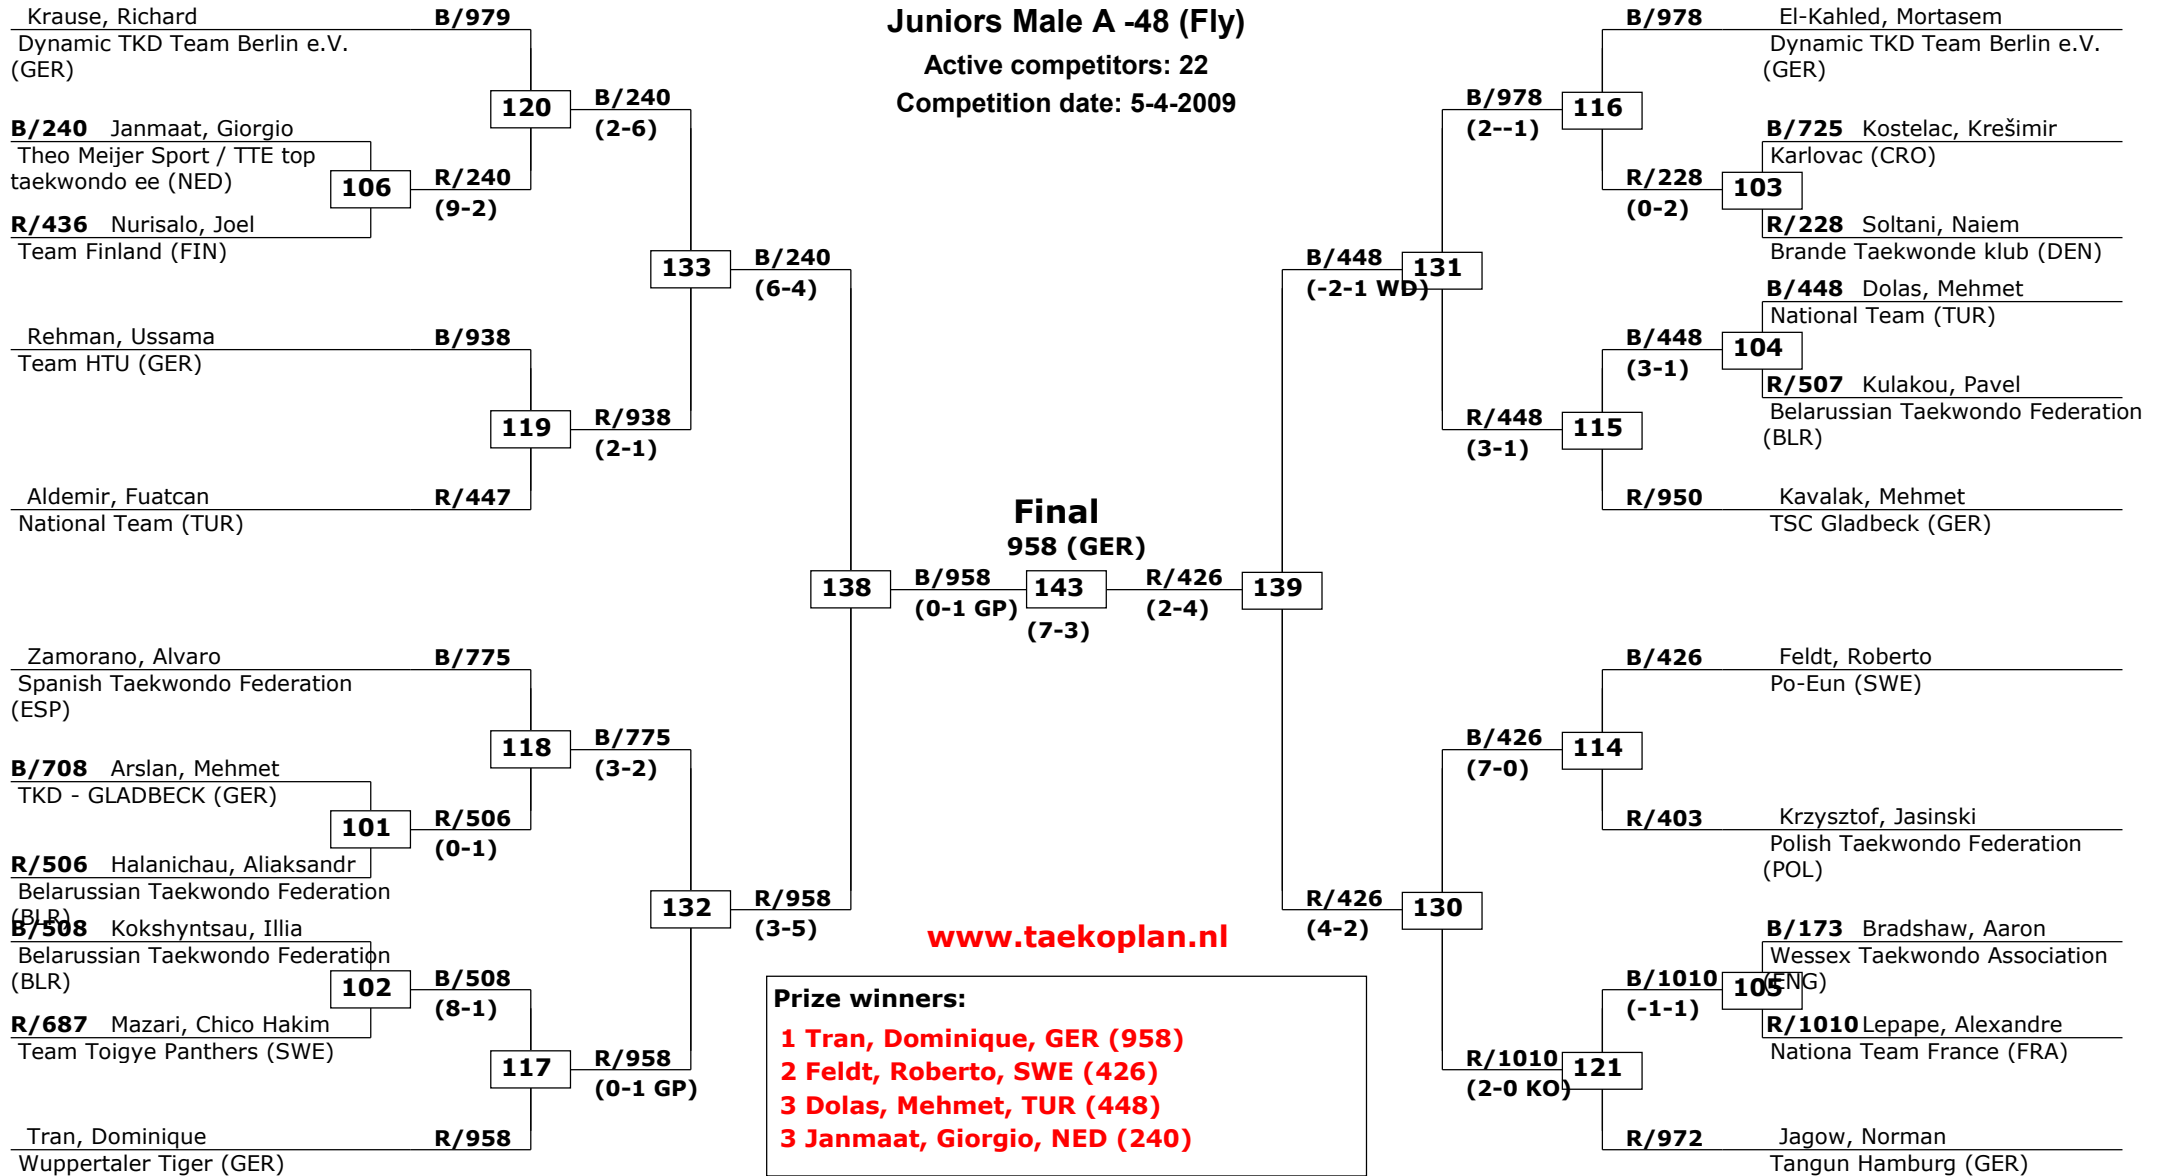 Juniors Male A -48 (Fly)
Active competitors: 22
Competition date: 5-4-2009
Krause, Richard B/979
Dynamic TKD Team Berlin e.V.
(GER)
120
B/240
(2-6)
B/240 Janmaat, Giorgio
Theo Meijer Sport / TTE top
taekwondo ee (NED)
106
R/240
(9-2)
R/436 Nurisalo, Joel
Team Finland (FIN)
133
B/240
(6-4)
Rehman, Ussama B/938
Team HTU (GER)
119
R/938
(2-1)
Aldemir, Fuatcan R/447
National Team (TUR)
138
B/958
(0-1 GP)
Zamorano, Alvaro B/775
Spanish Taekwondo Federation
(ESP)
118
B/775
(3-2)
B/708 Arslan, Mehmet
TKD - GLADBECK (GER)
101
R/506
(0-1)
R/506 Halanichau, Aliaksandr
Belarussian Taekwondo Federation
(BLR)
132
R/958
(3-5)
B/508 Kokshyntsau, Illia
Belarussian Taekwondo Federation
(BLR)
102
B/508
(8-1)
R/687 Mazari, Chico Hakim
Team Toigye Panthers (SWE)
117
R/958
(0-1 GP)
Tran, Dominique R/958
Wuppertaler Tiger (GER)
Final
958 (GER)
143
(7-3)
R/426
(2-4)
139
B/978 El-Kahled, Mortasem
Dynamic TKD Team Berlin e.V.
(GER)
B/978
(2--1)
116
B/725 Kostelac, Krešimir
Karlovac (CRO)
R/228
(0-2)
103
R/228 Soltani, Naiem
Brande Taekwonde klub (DEN)
B/448
(-2-1 WD)
131
B/448 Dolas, Mehmet
National Team (TUR)
B/448
(3-1)
104
R/507 Kulakou, Pavel
Belarussian Taekwondo Federation
(BLR)
R/448
(3-1)
115
R/950 Kavalak, Mehmet
TSC Gladbeck (GER)
B/426 Feldt, Roberto
Po-Eun (SWE)
B/426
(7-0)
114
R/403 Krzysztof, Jasinski
Polish Taekwondo Federation
(POL)
R/426
(4-2)
130
B/173 Bradshaw, Aaron
Wessex Taekwondo Association
(ENG)
B/1010
(-1-1)
105
R/1010 Lepape, Alexandre
Nationa Team France (FRA)
R/1010
(2-0 KO)
121
R/972 Jagow, Norman
Tangun Hamburg (GER)
www.taekoplan.nl
Prize winners:
1 Tran, Dominique, GER (958)
2 Feldt, Roberto, SWE (426)
3 Dolas, Mehmet, TUR (448)
3 Janmaat, Giorgio, NED (240)